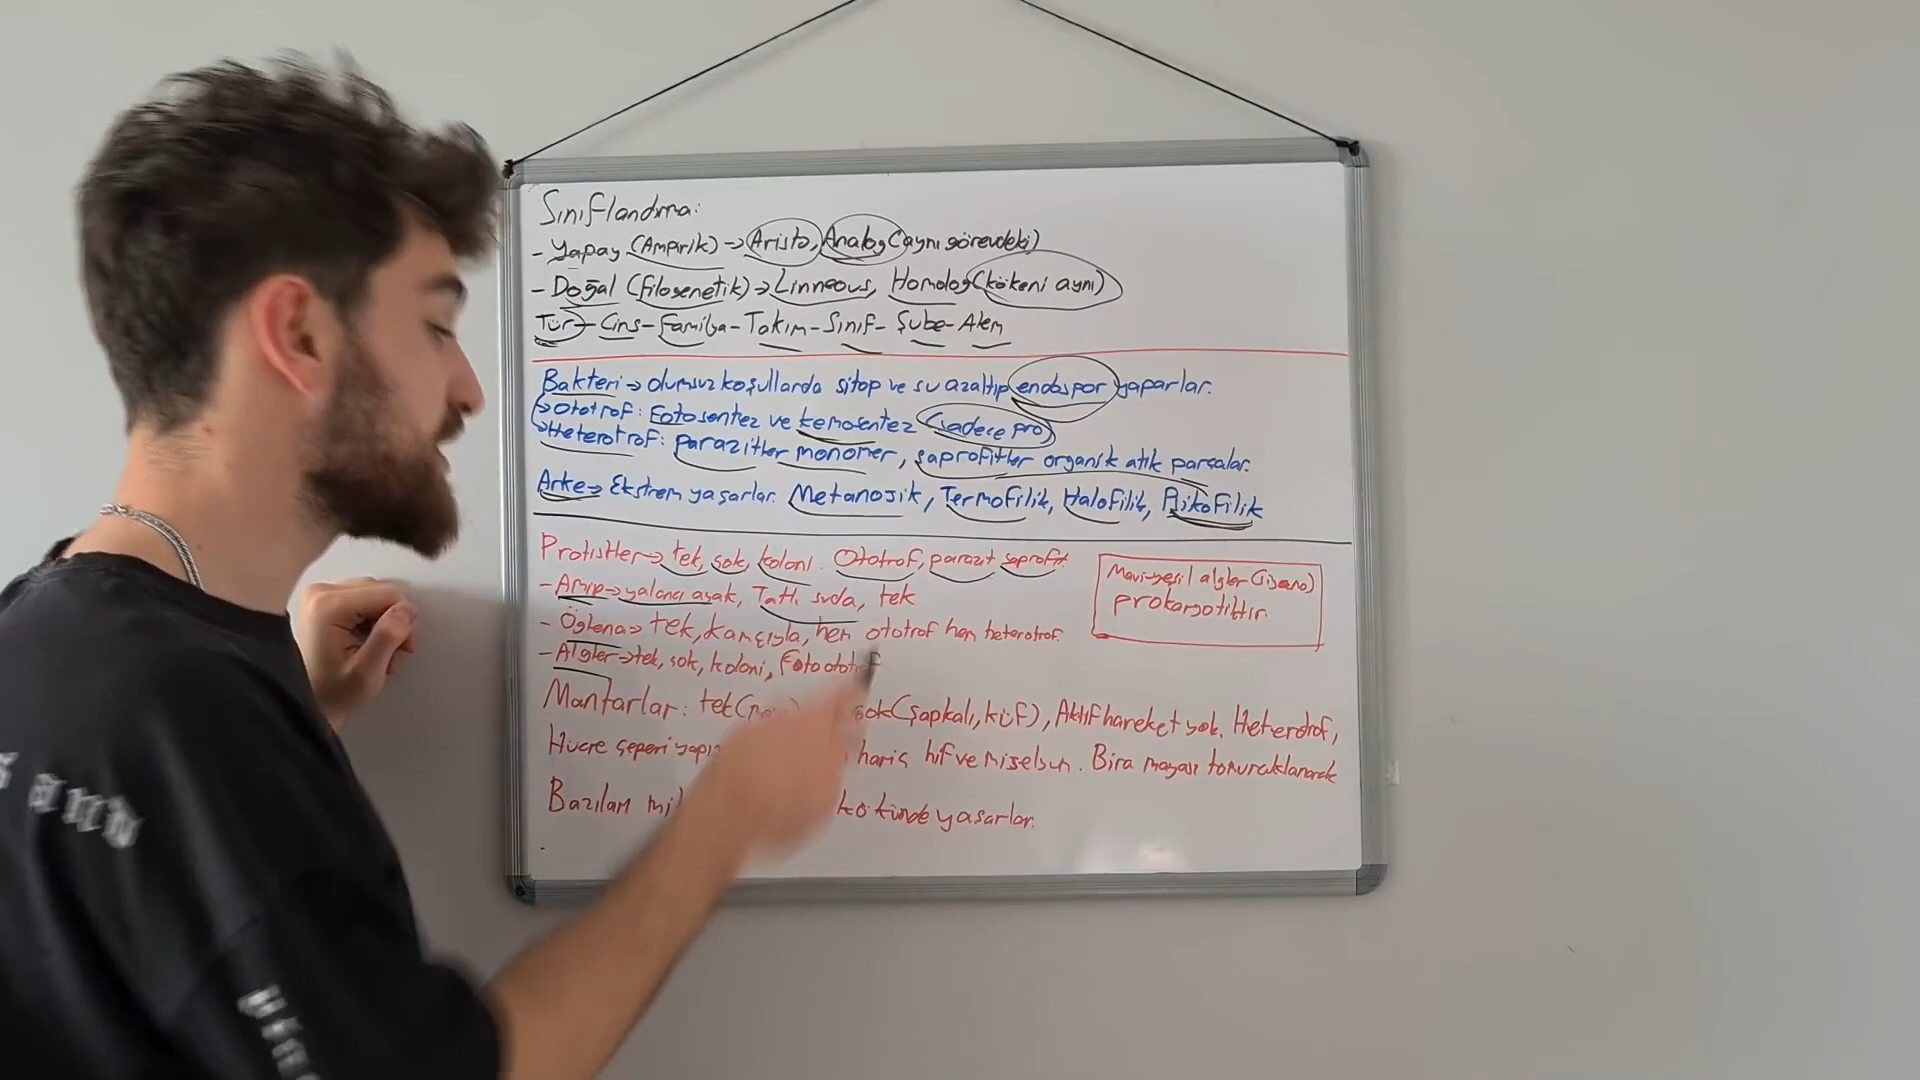 Sınıflandırma:
- Yapay (Ampirik) → Aristo, Analog (aynı görevdeki)
- Doğal (filogenetik) → Linneous, Homolog (kökeni aynı)
Tür - Cins - Familya - Takım - Sınıf - Şube - Alem
Bakteri → olumsuz koşullarda sitop ve su azaltıp endospor yaparlar.
→ Ototrof: Fotosentez ve kemosentez (sadece pro)
→ Heterotrof: parazitler monomer, saprofitler organik atık parçalar.
Arke → Ekstrem yaşarlar. Metanojik, Termofilik, Halofilik, Psikofilik
Protistler → tek, çok, koloni. Ototrof, parazit saprofit.
- Amip → yalancı ayak, Tatlı suda, tek
- Öglena → tek, kamçıyla, hem ototrof hem heterotrof.
- Algler → tek, çok, koloni, fotoototrof
Mavi-yeşil algler (siyano)
prokaryotiktir.
Mantarlar: tek( çok (şapkalı, küf), Aktif hareket yok. Heterotrof,
Hücre çeperi hariç hif ve miselyum. Bira mayası tomurcuklanarak
Bazıları kökünde yaşarlar.